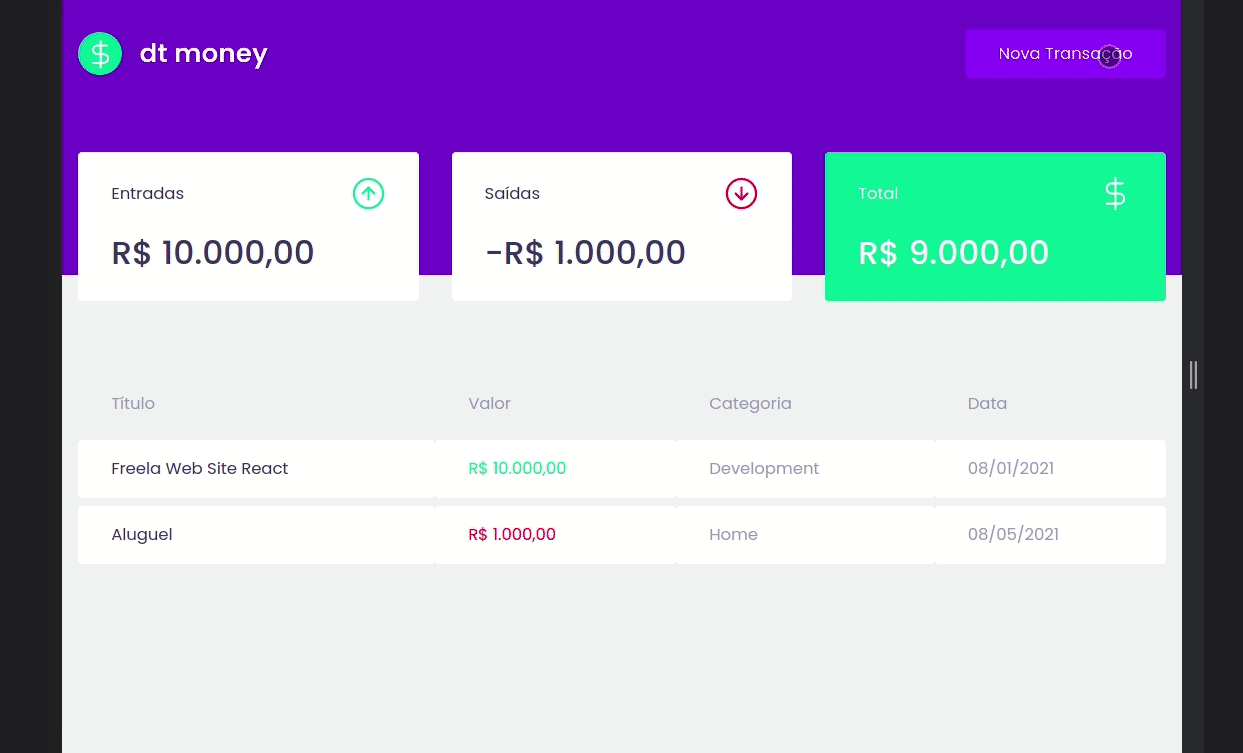 dt money
Nova Transação
Entradas
R$ 10.000,00
Saídas
-R$ 1.000,00
Total
$
R$ 9.000,00
Título Valor Categoria Data
Freela Web Site React R$ 10.000,00 Development 08/01/2021
Aluguel R$ 1.000,00 Home 08/05/2021